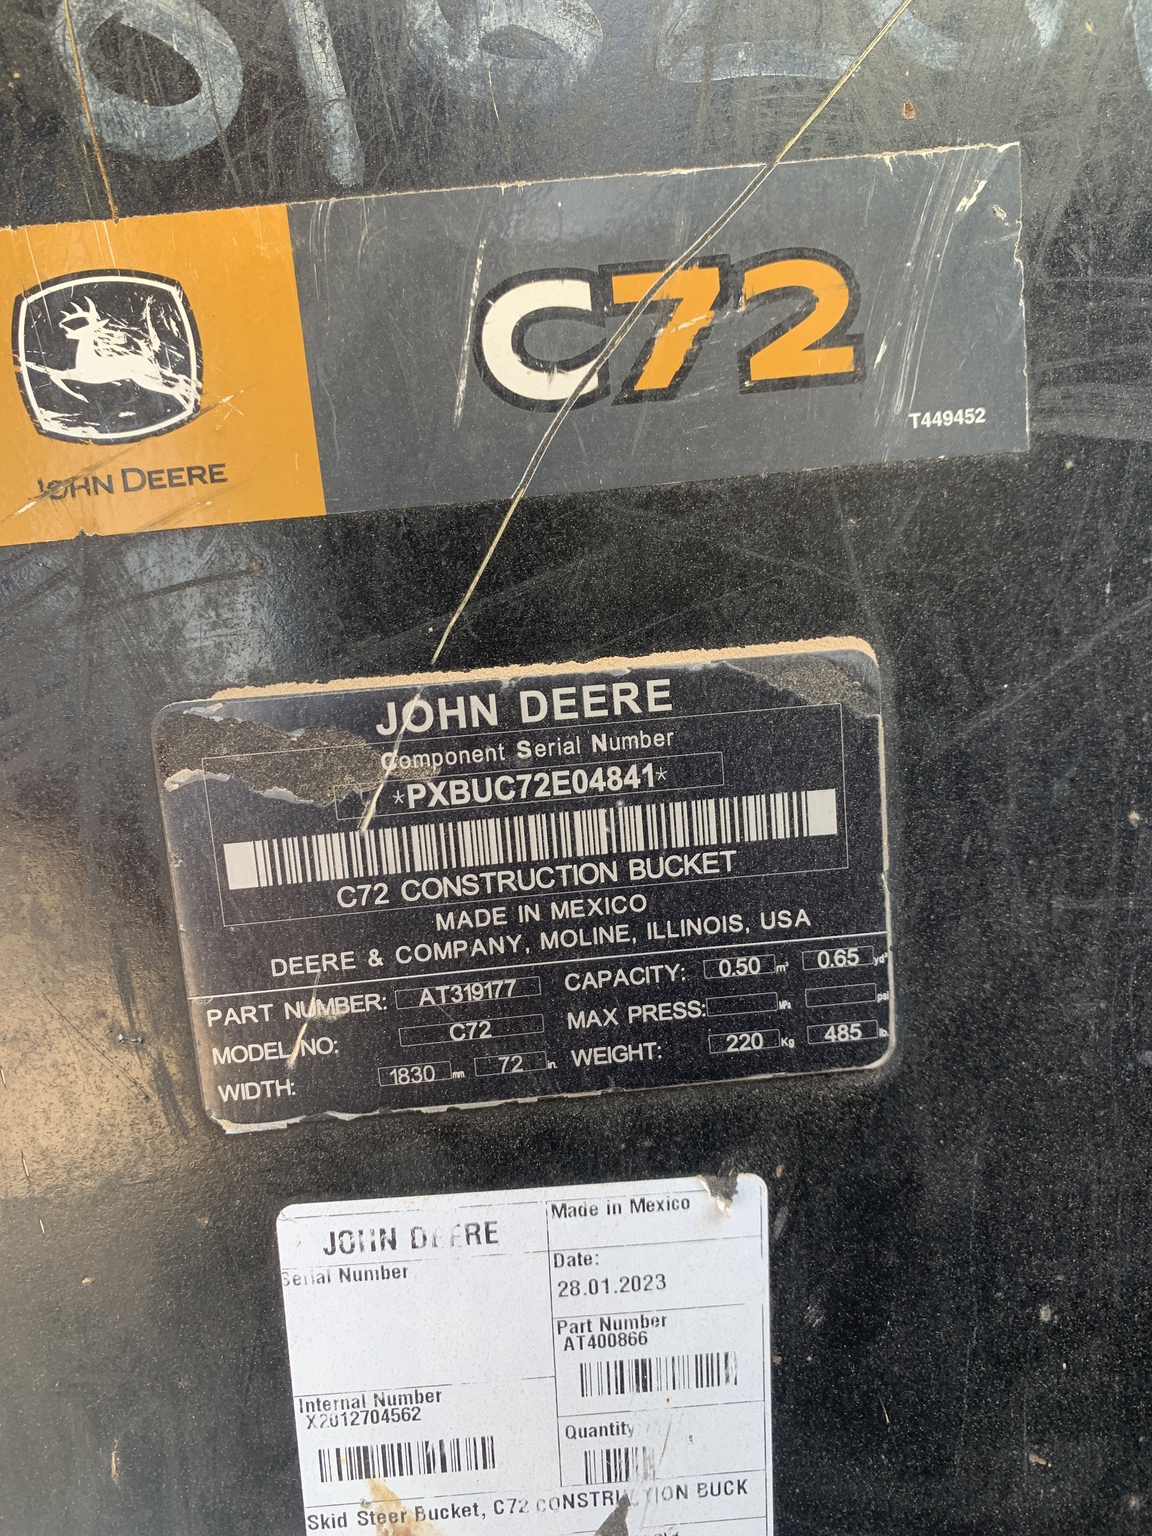 C72
T449452
JOHN DEERE
JOHN DEERE
Component Serial Number
*PXBUC72E04841*
C72 CONSTRUCTION BUCKET
MADE IN MEXICO
DEERE & COMPANY, MOLINE, ILLINOIS, USA
PART NUMBER: AT319177
MODEL NO: C72
WIDTH: 1830 mm 72 in.
CAPACITY: 0.50 m³ 0.65 yd³
MAX PRESS: MPa psi
WEIGHT: 220 Kg 485 lb.
JOHN DEERE
Serial Number
Internal Number
X2012704562
Made in Mexico
Date:
28.01.2023
Part Number
AT400866
Quantity
Skid Steer Bucket, C72 CONSTRUCTION BUCK